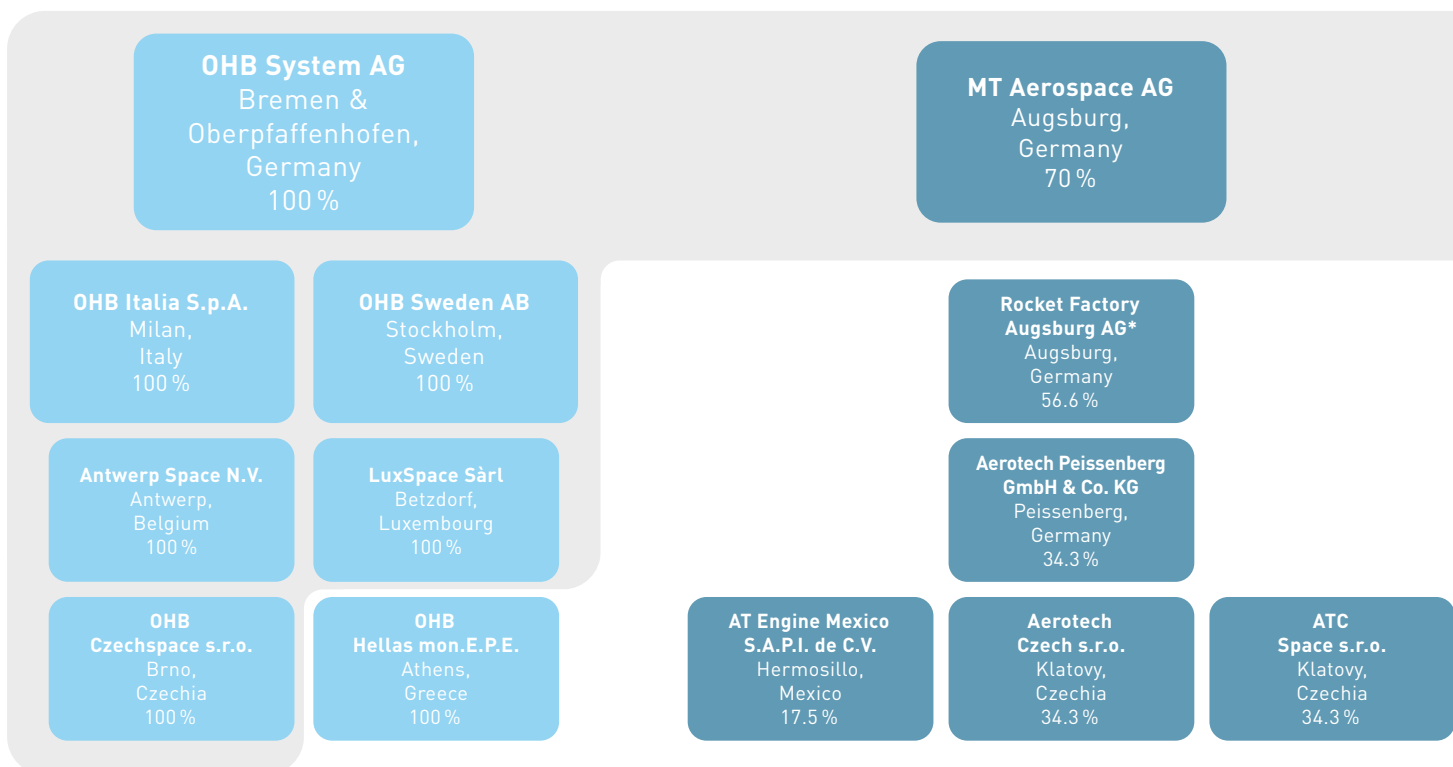 OHB System AG
Bremen &
Oberpfaffenhofen,
Germany
100 %
MT Aerospace AG
Augsburg,
Germany
70 %
OHB Italia S.p.A.
Milan,
Italy
100 %
OHB Sweden AB
Stockholm,
Sweden
100 %
Rocket Factory
Augsburg AG*
Augsburg,
Germany
56.6 %
Antwerp Space N.V.
Antwerp,
Belgium
100 %
LuxSpace Sàrl
Betzdorf,
Luxembourg
100 %
Aerotech Peissenberg
GmbH & Co. KG
Peissenberg,
Germany
34.3 %
OHB
Czechspace s.r.o.
Brno,
Czechia
100 %
OHB
Hellas mon.E.P.E.
Athens,
Greece
100 %
AT Engine Mexico
S.A.P.I. de C.V.
Hermosillo,
Mexico
17.5 %
Aerotech
Czech s.r.o.
Klatovy,
Czechia
34.3 %
ATC
Space s.r.o.
Klatovy,
Czechia
34.3 %